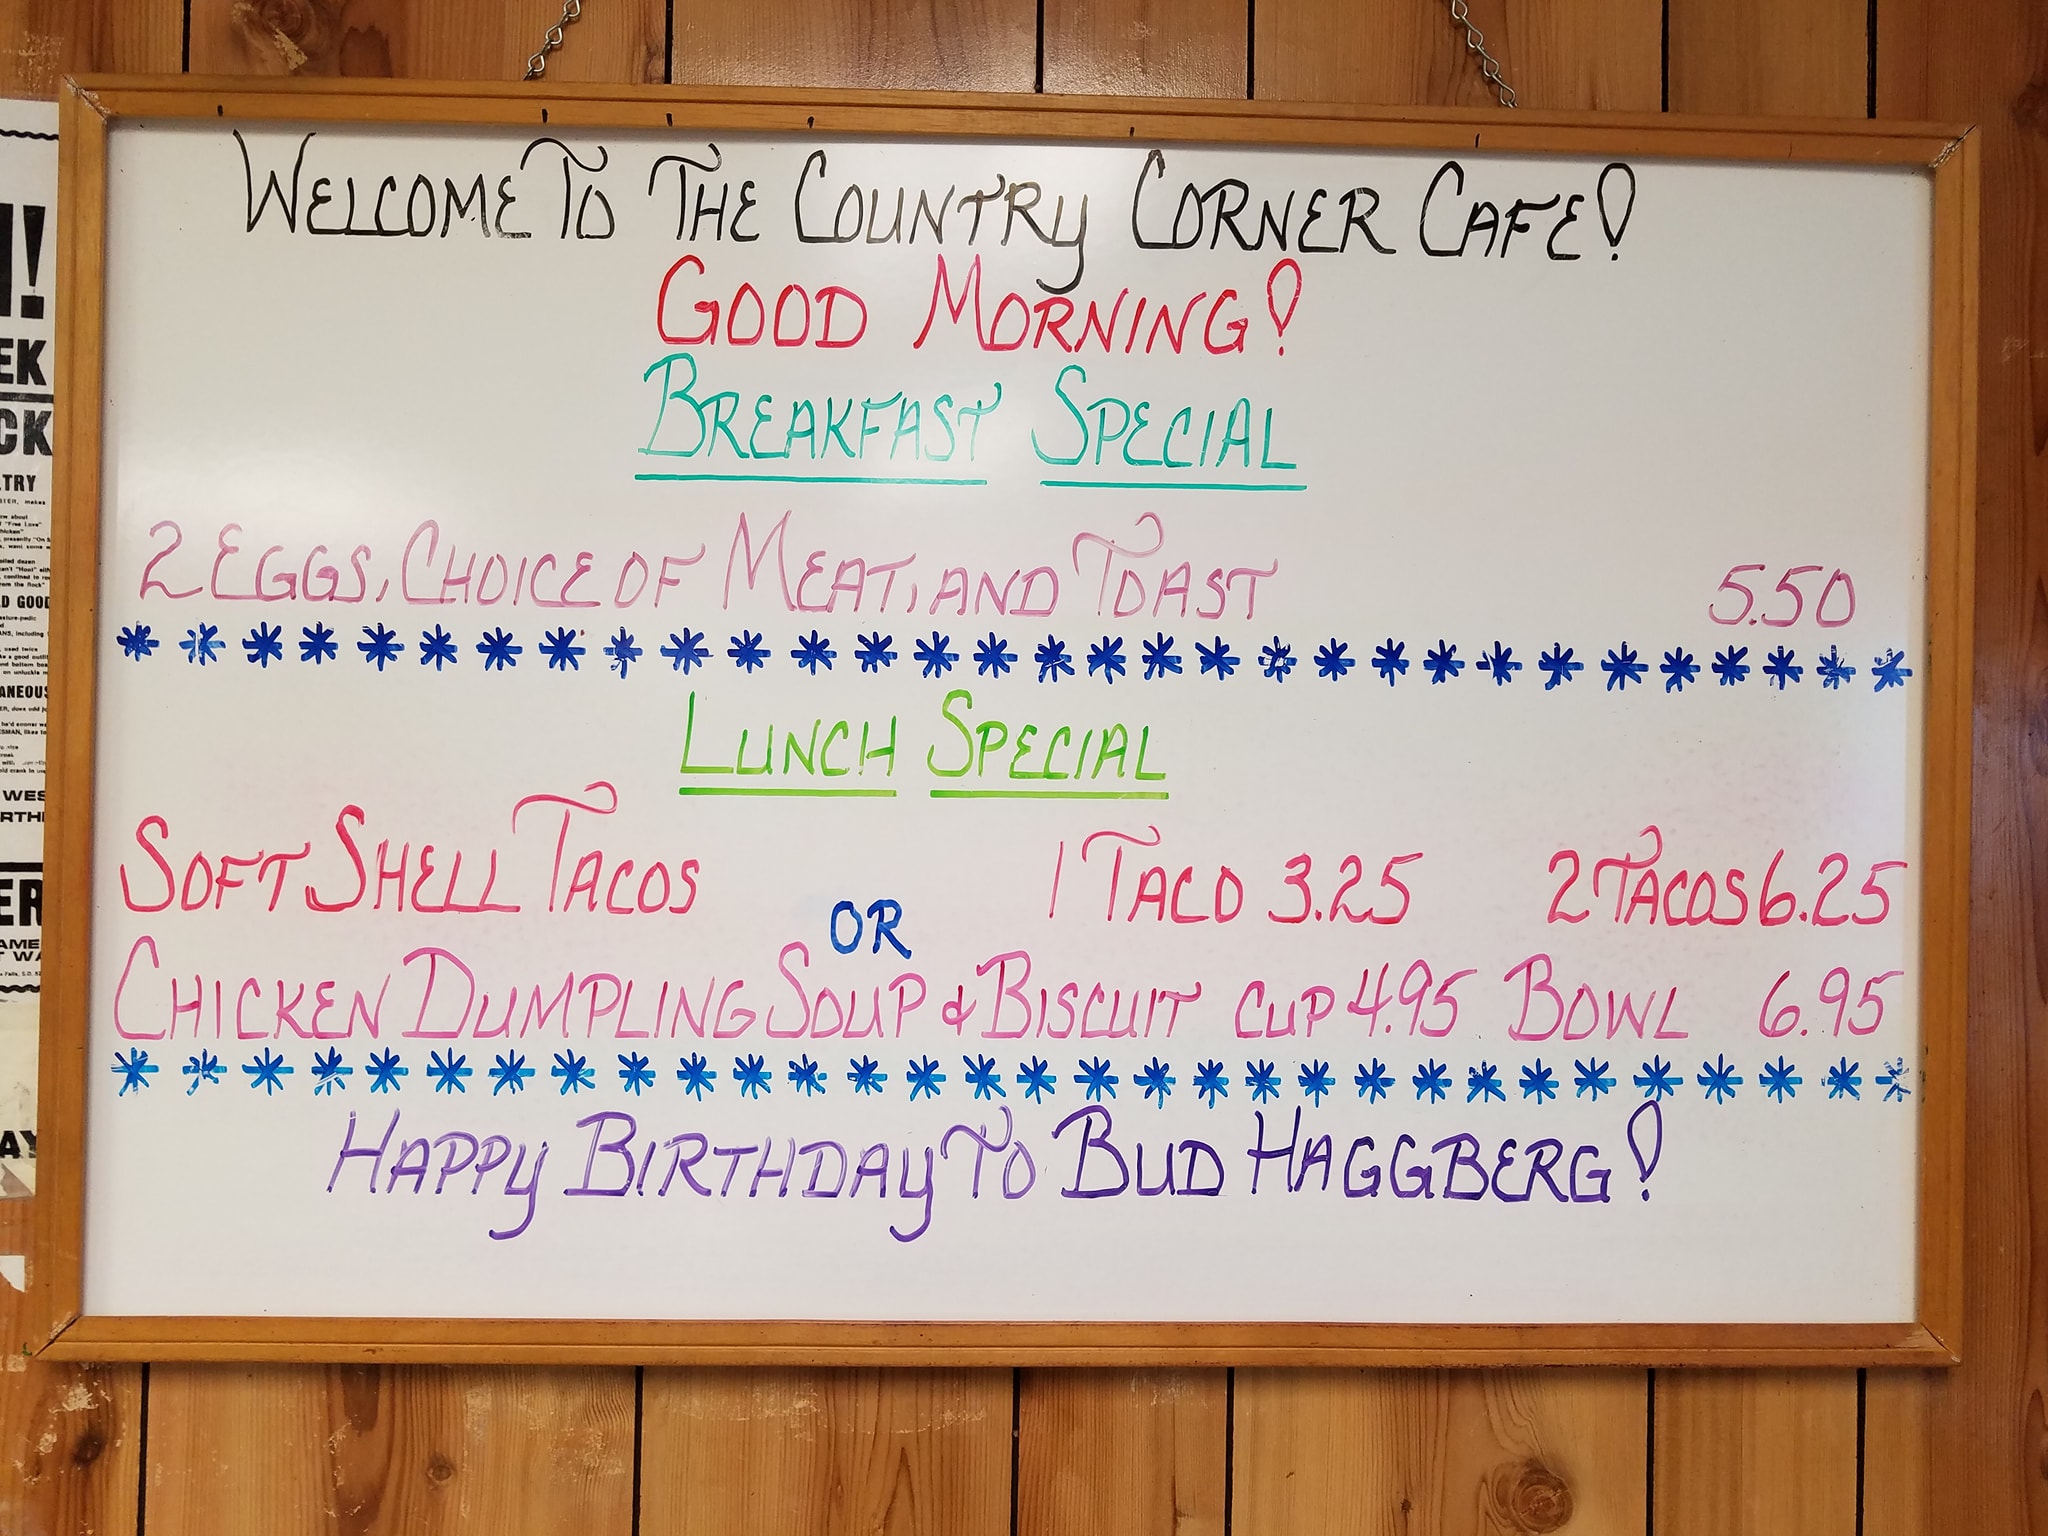 WELCOME TO THE COUNTRY CORNER CAFE!
GOOD MORNING!
BREAKFAST SPECIAL
2 EGGS, CHOICE OF MEAT, AND TOAST 5.50
* * * * * * * * * * * * * * * * * * * * * * * * * * * * * * *
LUNCH SPECIAL
SOFT SHELL TACOS 1 TACO 3.25 2 TACOS 6.25
OR
CHICKEN DUMPLING SOUP & BISCUIT CUP 4.95 BOWL 6.95
* * * * * * * * * * * * * * * * * * * * * * * * * * * * * * *
HAPPY BIRTHDAY TO BUD HAGGBERG!